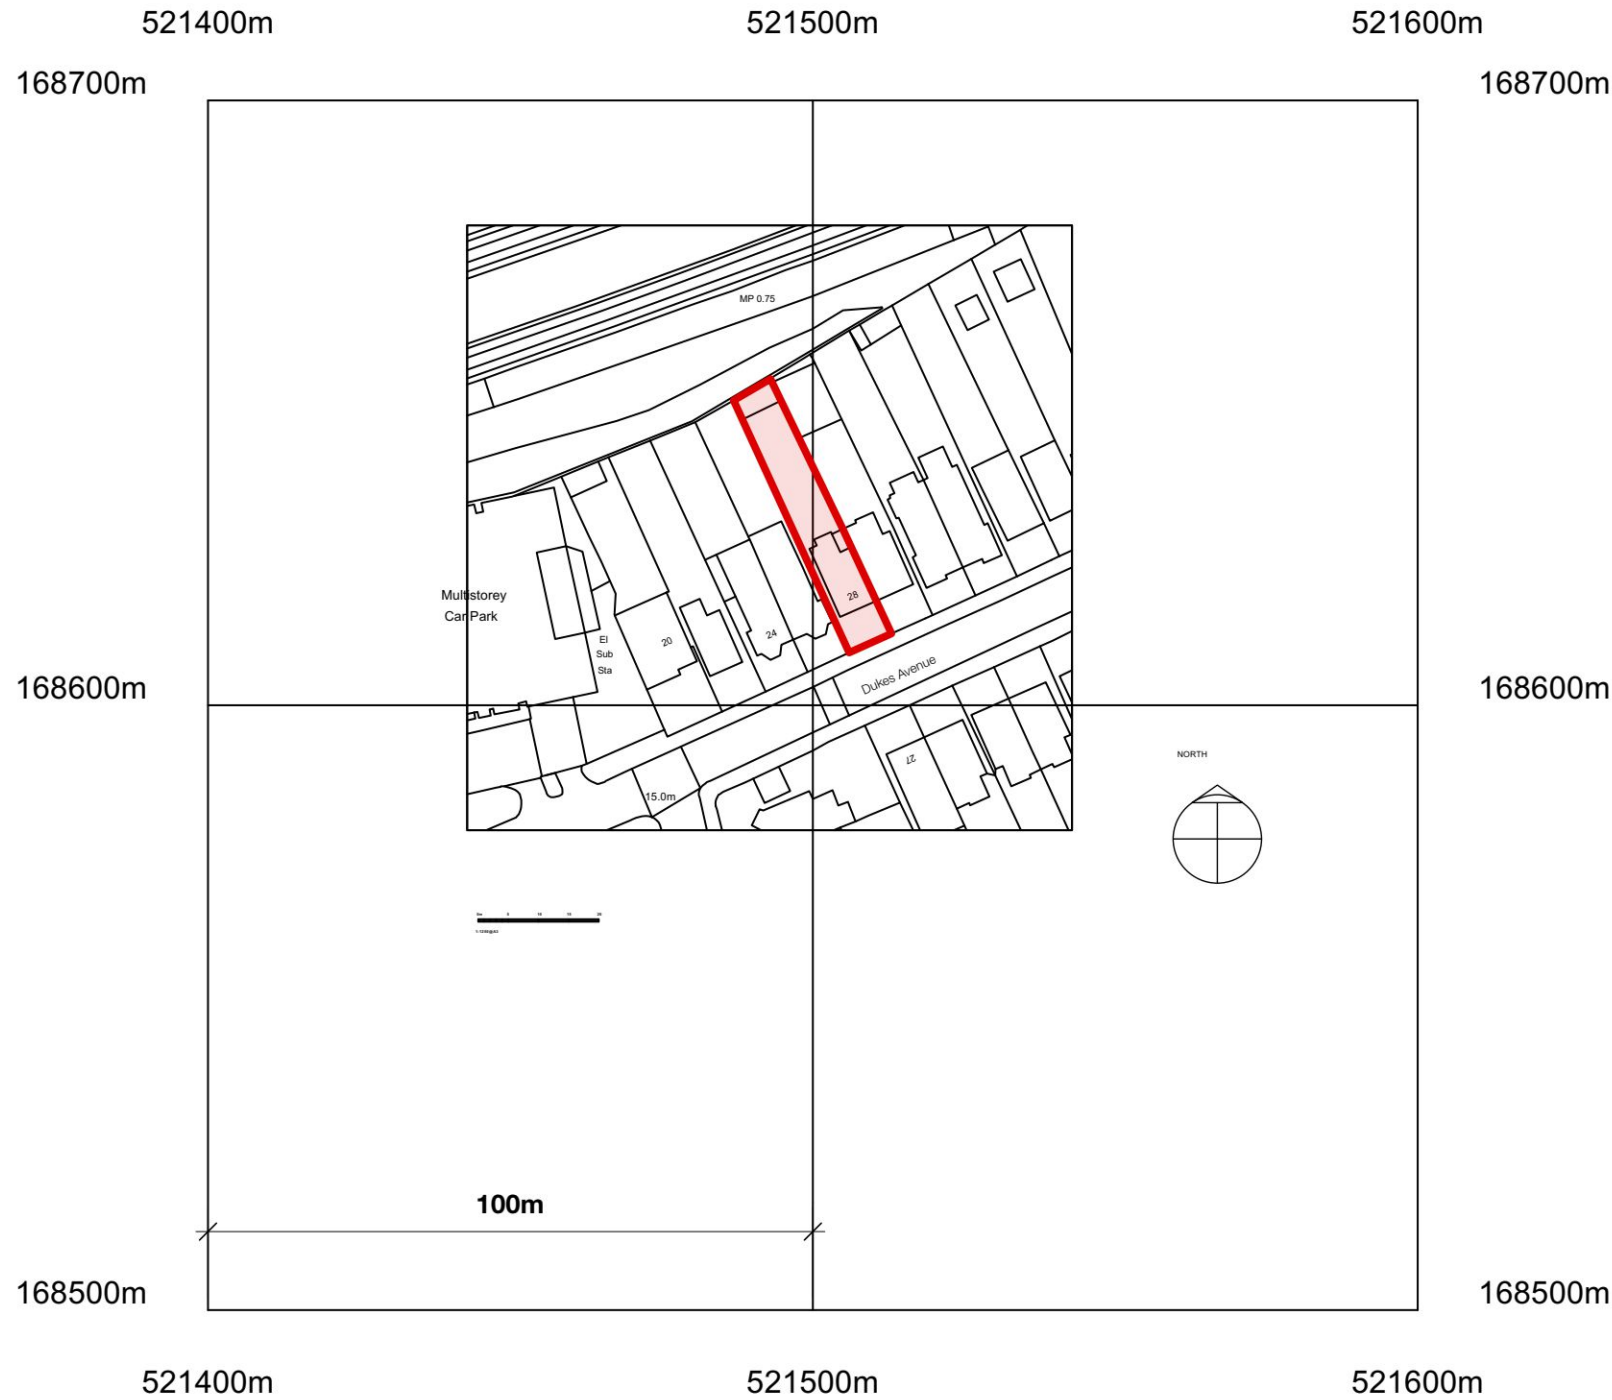 521400m 521500m 521600m
168700m 168700m
MP 0.75
Multistorey
Car Park
El
Sub
Sta
20
24
28
Dukes Avenue
168600m 168600m
27
15.0m
NORTH
100m
168500m 168500m
521400m 521500m 521600m